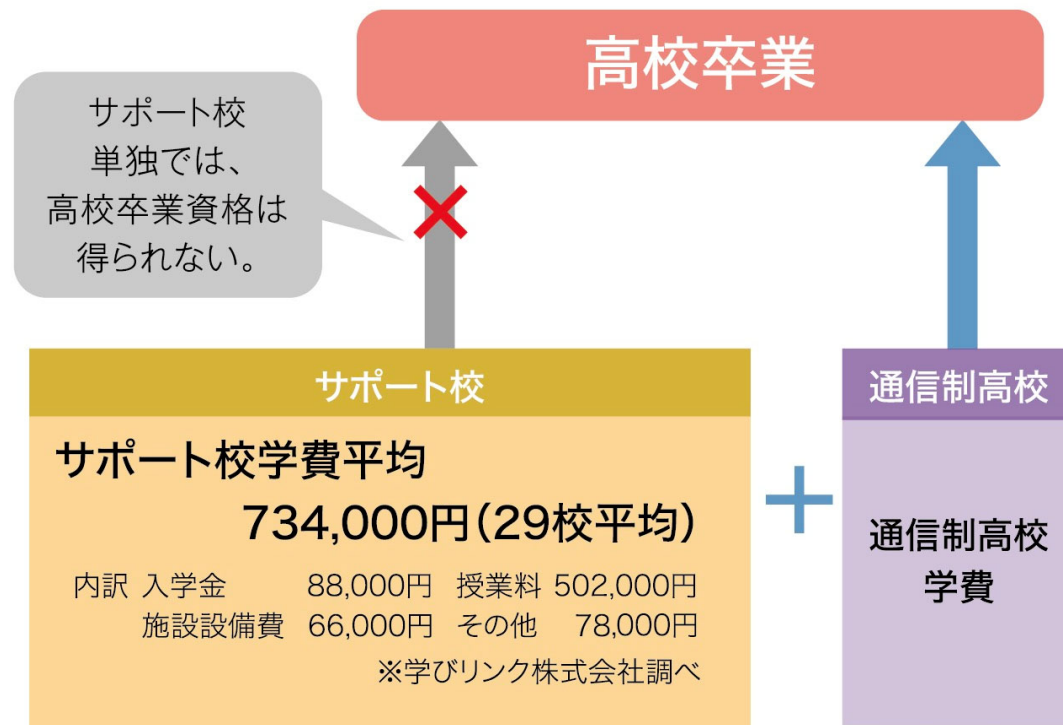 高校卒業
サポート校
単独では、
高校卒業資格は
得られない。
サポート校
サポート校学費平均
734,000円(29校平均)
内訳 入学金 88,000円 授業料 502,000円
施設設備費 66,000円 その他 78,000円
※学びリンク株式会社調べ
＋
通信制高校
通信制高校
学費